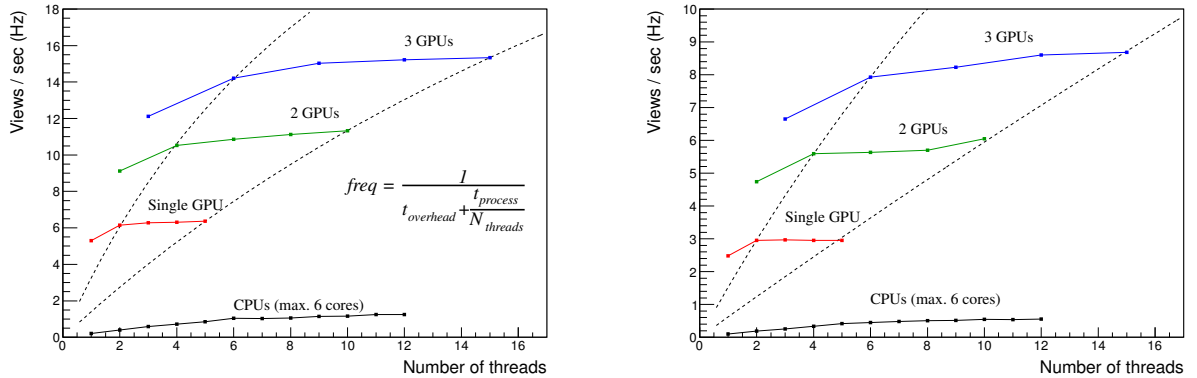 Views / sec (Hz)
18
16
14
12
10
8
6
4
2
0
3 GPUs
2 GPUs
Single GPU
CPUs (max. 6 cores)
freq = 1 / (t_overhead + t_process / N_threads)
0 2 4 6 8 10 12 14 16
Number of threads
Views / sec (Hz)
10
9
8
7
6
5
4
3
2
1
0
3 GPUs
2 GPUs
Single GPU
CPUs (max. 6 cores)
0 2 4 6 8 10 12 14 16
Number of threads